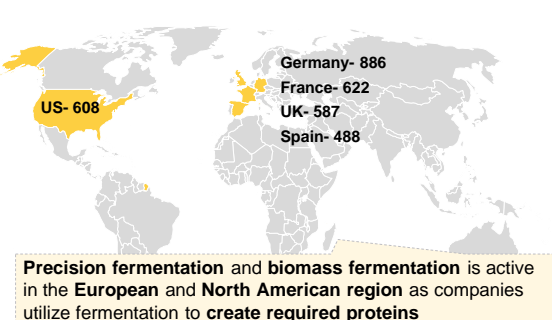 Germany- 886
France- 622
US- 608
UK- 587
Spain- 488
Precision fermentation and biomass fermentation is active
in the European and North American region as companies
utilize fermentation to create required proteins